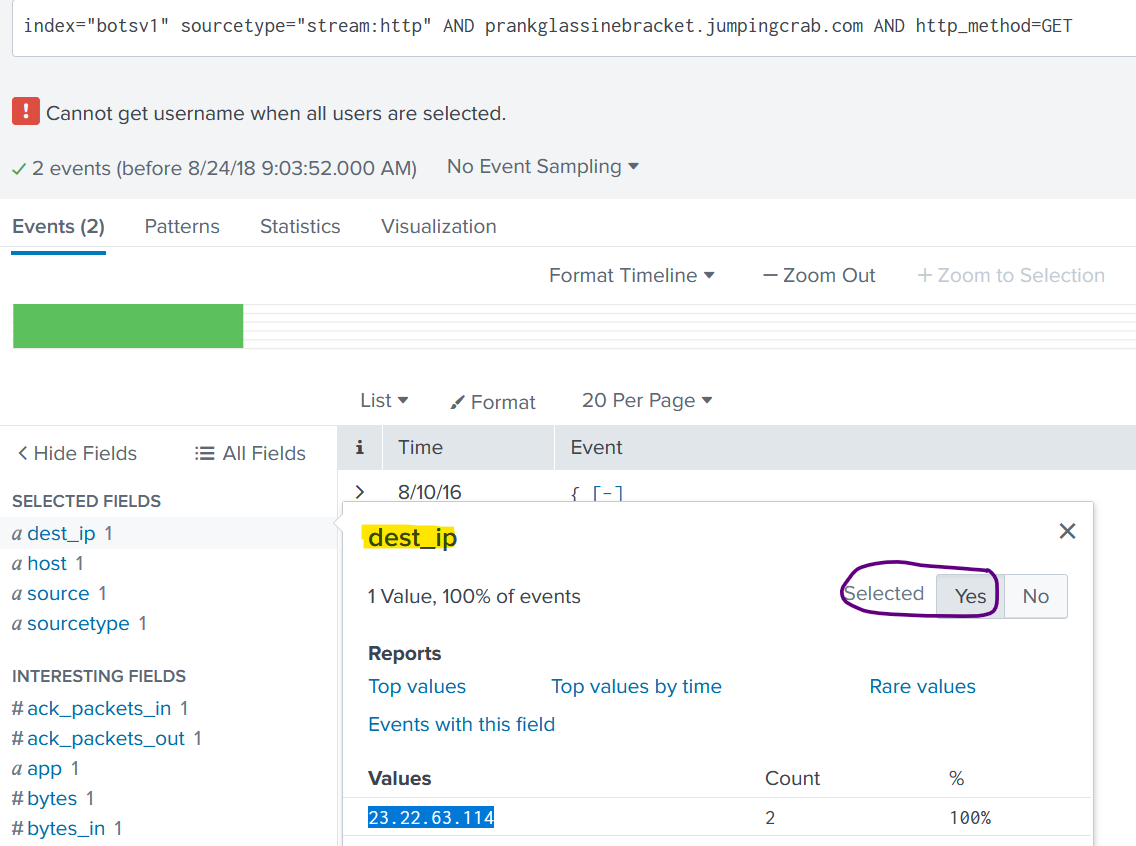 index="botsv1" sourcetype="stream:http" AND prankglassinebracket.jumpingcrab.com AND http_method=GET
! Cannot get username when all users are selected.
✓ 2 events (before 8/24/18 9:03:52.000 AM) No Event Sampling
Events (2) Patterns Statistics Visualization
Format Timeline — Zoom Out + Zoom to Selection
List Format 20 Per Page
< Hide Fields All Fields
i Time Event
SELECTED FIELDS
a dest_ip 1
a host 1
a source 1
a sourcetype 1
INTERESTING FIELDS
# ack_packets_in 1
# ack_packets_out 1
a app 1
# bytes 1
# bytes_in 1
> 8/10/16 { [-]
dest_ip
1 Value, 100% of events Selected Yes No
Reports
Top values Top values by time Rare values
Events with this field
Values Count %
23.22.63.114 2 100%